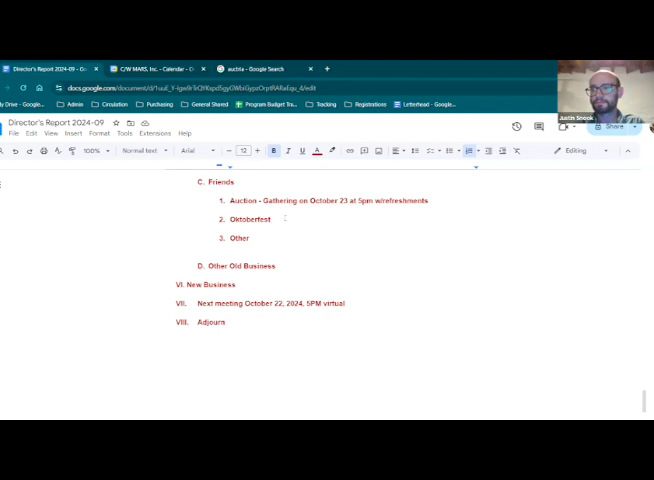 Director's Report 2024-09 - G
C/W MARS, Inc. - Calendar - C
auctria - Google Search
docs.google.com/document/d/
/edit
My Drive - Google...
Admin
Circulation
Purchasing
General Shared
Program Budget Tra...
Tracking
Registrations
Letterhead - Google...
Justin Snook
Director's Report 2024-09
File Edit View Insert Format Tools Extensions Help
Share
100% Normal text Arial 12 B I U A Editing
C. Friends
1. Auction - Gathering on October 23 at 5pm w/refreshments
2. Oktoberfest
3. Other
D. Other Old Business
VI. New Business
VII. Next meeting October 22, 2024, 5PM virtual
VIII. Adjourn